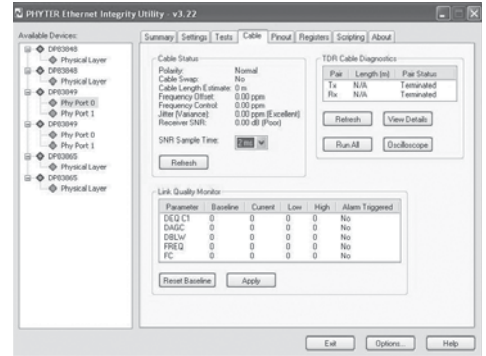 PHYTER Ethernet Integrity Utility - v3.22
Available Devices:
DP83848
Physical Layer
DP83848
Physical Layer
DP83849
Phy Port 0
Phy Port 1
DP83849
Phy Port 0
Phy Port 1
DP83865
Physical Layer
DP83865
Physical Layer
Summary Settings Tests Cable Pinout Registers Scripting About
Cable Status
Polarity: Normal
Cable Swap: No
Cable Length Estimate: 0 m
Frequency Offset: 0.00 ppm
Frequency Control: 0.00 ppm
Jitter (Variance): 0.00 ppm (Excellent)
Receiver SNR: 0.00 dB (Poor)
SNR Sample Time: 2 ms
Refresh
TDR Cable Diagnostics
Pair Length (m) Pair Status
Tx N/A Terminated
Rx N/A Terminated
Refresh View Details
Run All Oscilloscope
Link Quality Monitor
Parameter Baseline Current Low High Alarm Triggered
DEQ C1 0 0 0 0 No
DAGC 0 0 0 0 No
DBLW 0 0 0 0 No
FREQ 0 0 0 0 No
FC 0 0 0 0 No
Reset Baseline Apply
Exit Options... Help